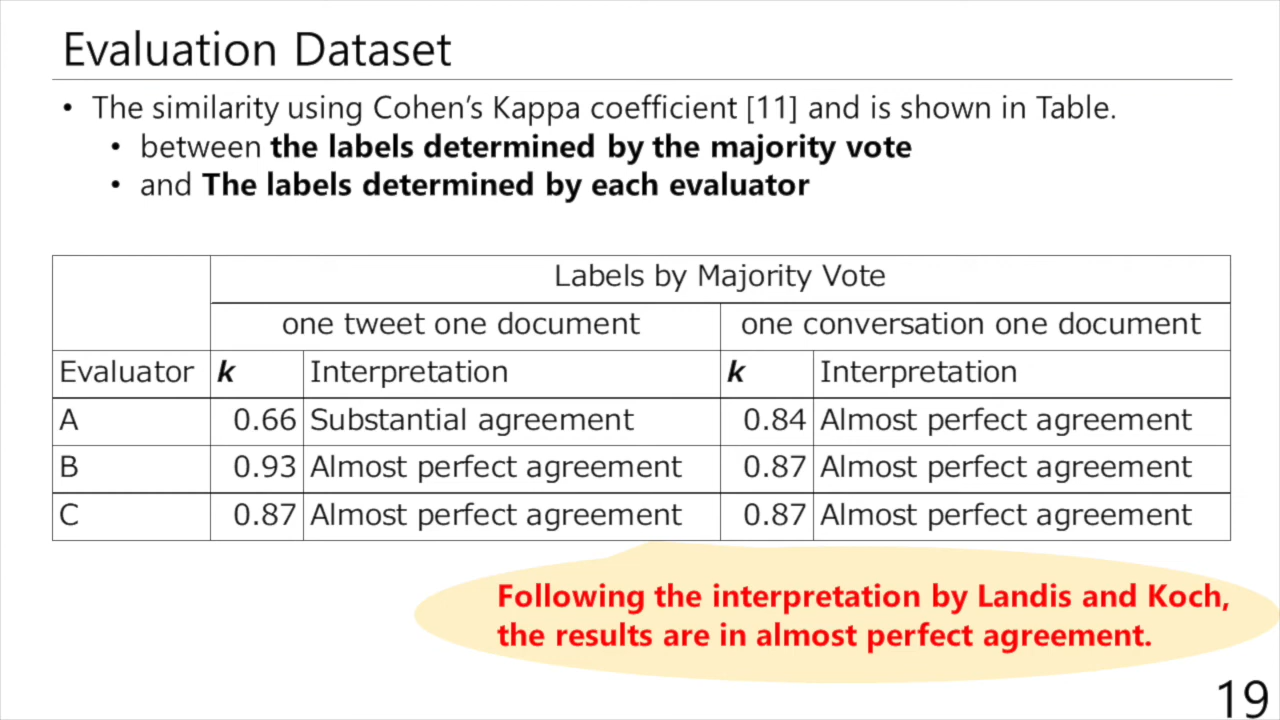 Evaluation Dataset
• The similarity using Cohen's Kappa coefficient [11] and is shown in Table.
• between the labels determined by the majority vote
• and The labels determined by each evaluator
Labels by Majority Vote
one tweet one document one conversation one document
Evaluator k Interpretation k Interpretation
A 0.66 Substantial agreement 0.84 Almost perfect agreement
B 0.93 Almost perfect agreement 0.87 Almost perfect agreement
C 0.87 Almost perfect agreement 0.87 Almost perfect agreement
Following the interpretation by Landis and Koch,
the results are in almost perfect agreement.
19